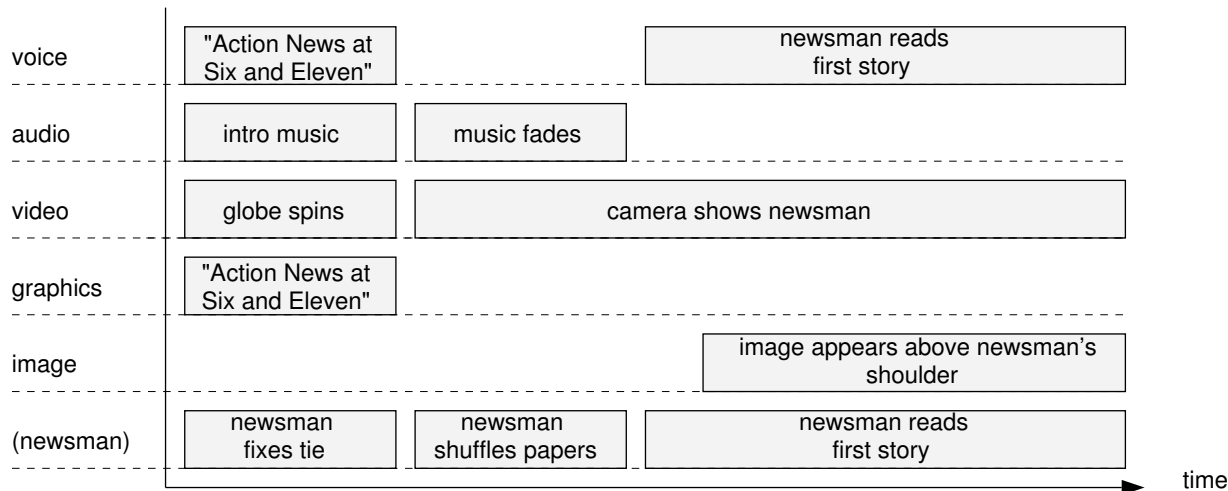 voice
"Action News at
Six and Eleven"
newsman reads
first story
audio
intro music
music fades
video
globe spins
camera shows newsman
graphics
"Action News at
Six and Eleven"
image
image appears above newsman's
shoulder
(newsman)
newsman
fixes tie
newsman
shuffles papers
newsman reads
first story
time